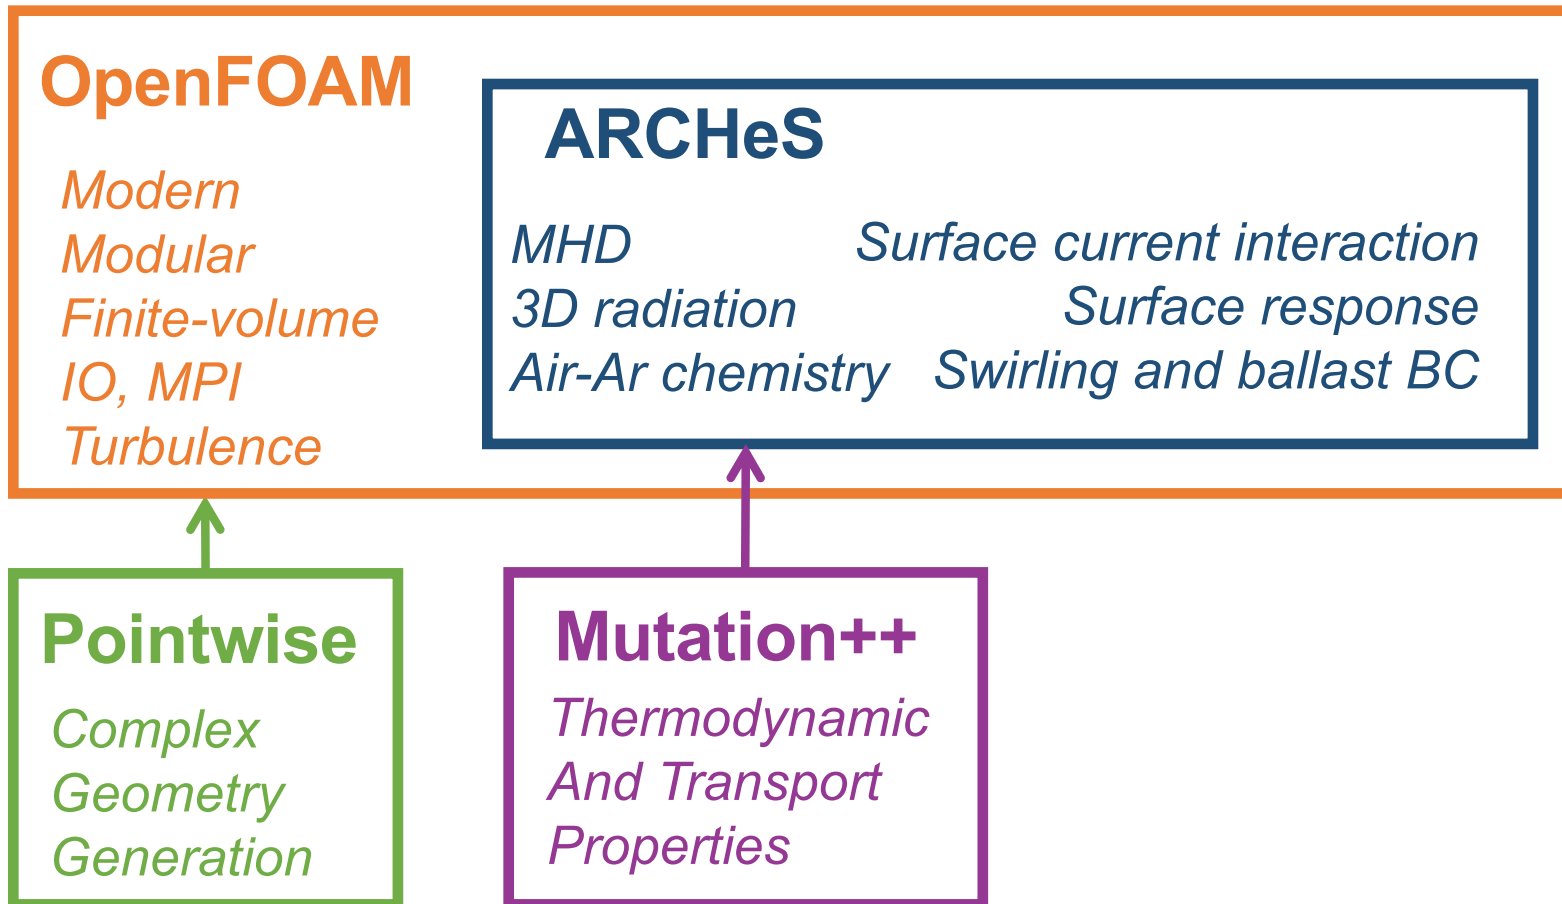 OpenFOAM
Modern
Modular
Finite-volume
IO, MPI
Turbulence
ARCHeS
MHD
3D radiation
Air-Ar chemistry
Surface current interaction
Surface response
Swirling and ballast BC
Pointwise
Complex
Geometry
Generation
Mutation++
Thermodynamic
And Transport
Properties